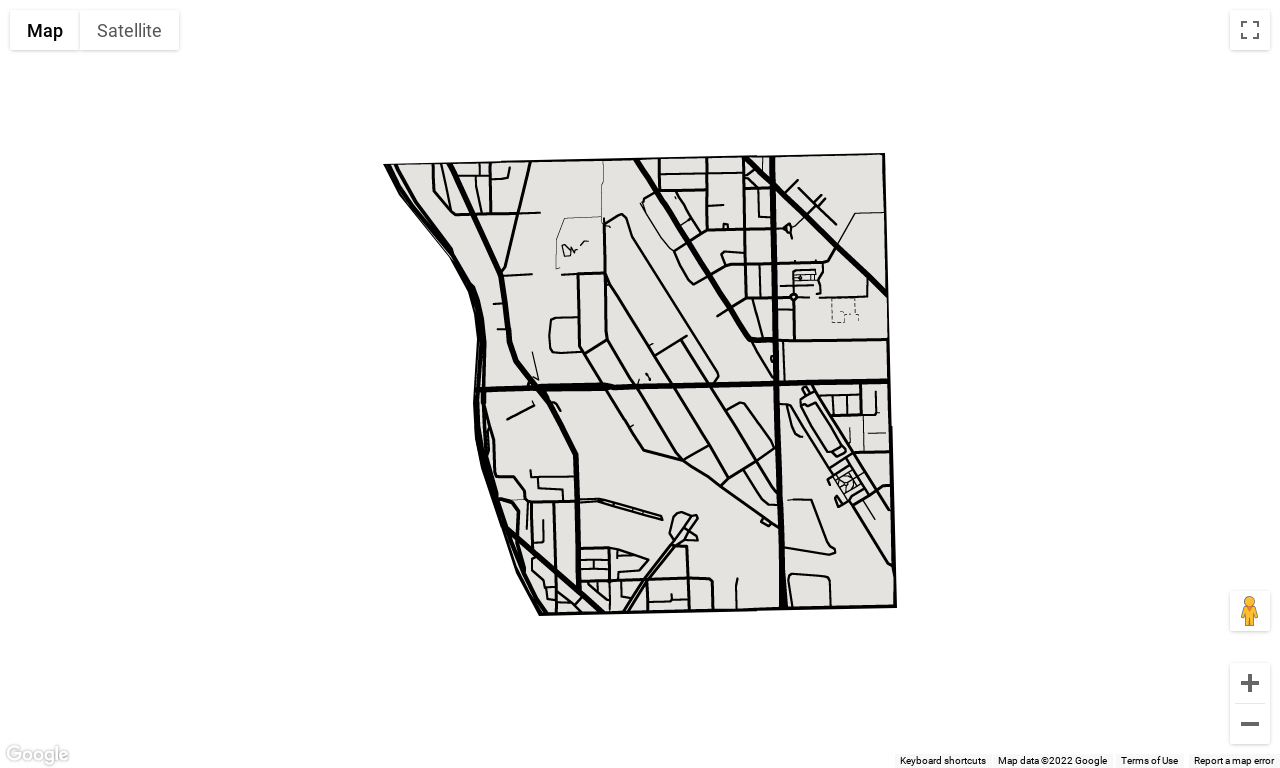 Map Satellite
Google
Keyboard shortcuts Map data ©2022 Google Terms of Use Report a map error